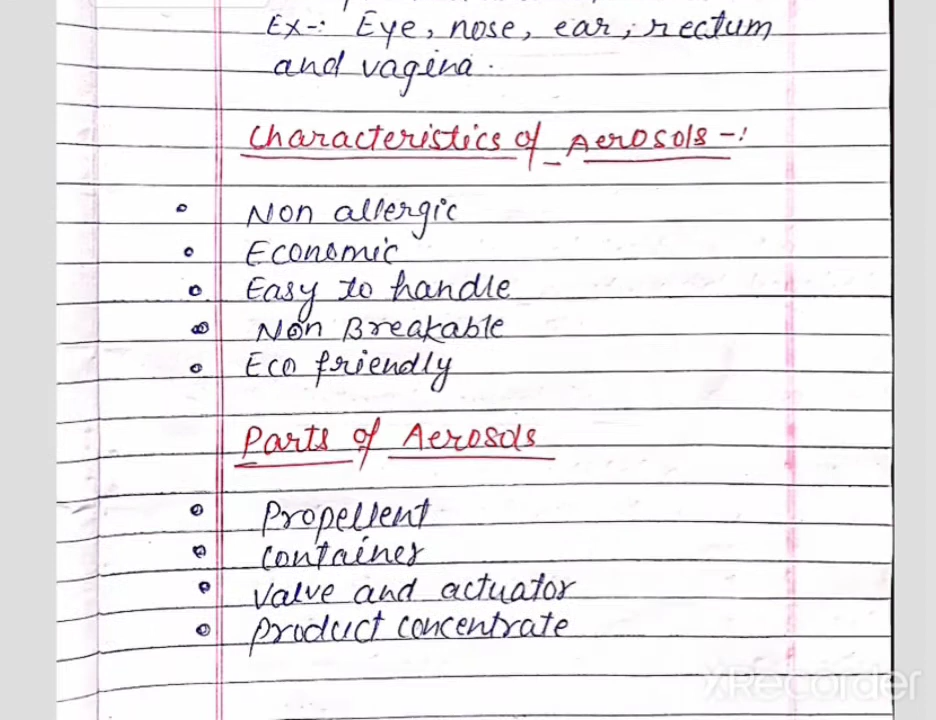 Ex-: Eye, nose, ear, rectum
and vagina.
Characteristics of Aerosols-:
Non allergic
Economic
Easy to handle
Non Breakable
Eco friendly
Parts of Aerosols
Propellent
container
valve and actuator
product concentrate
XRecorder